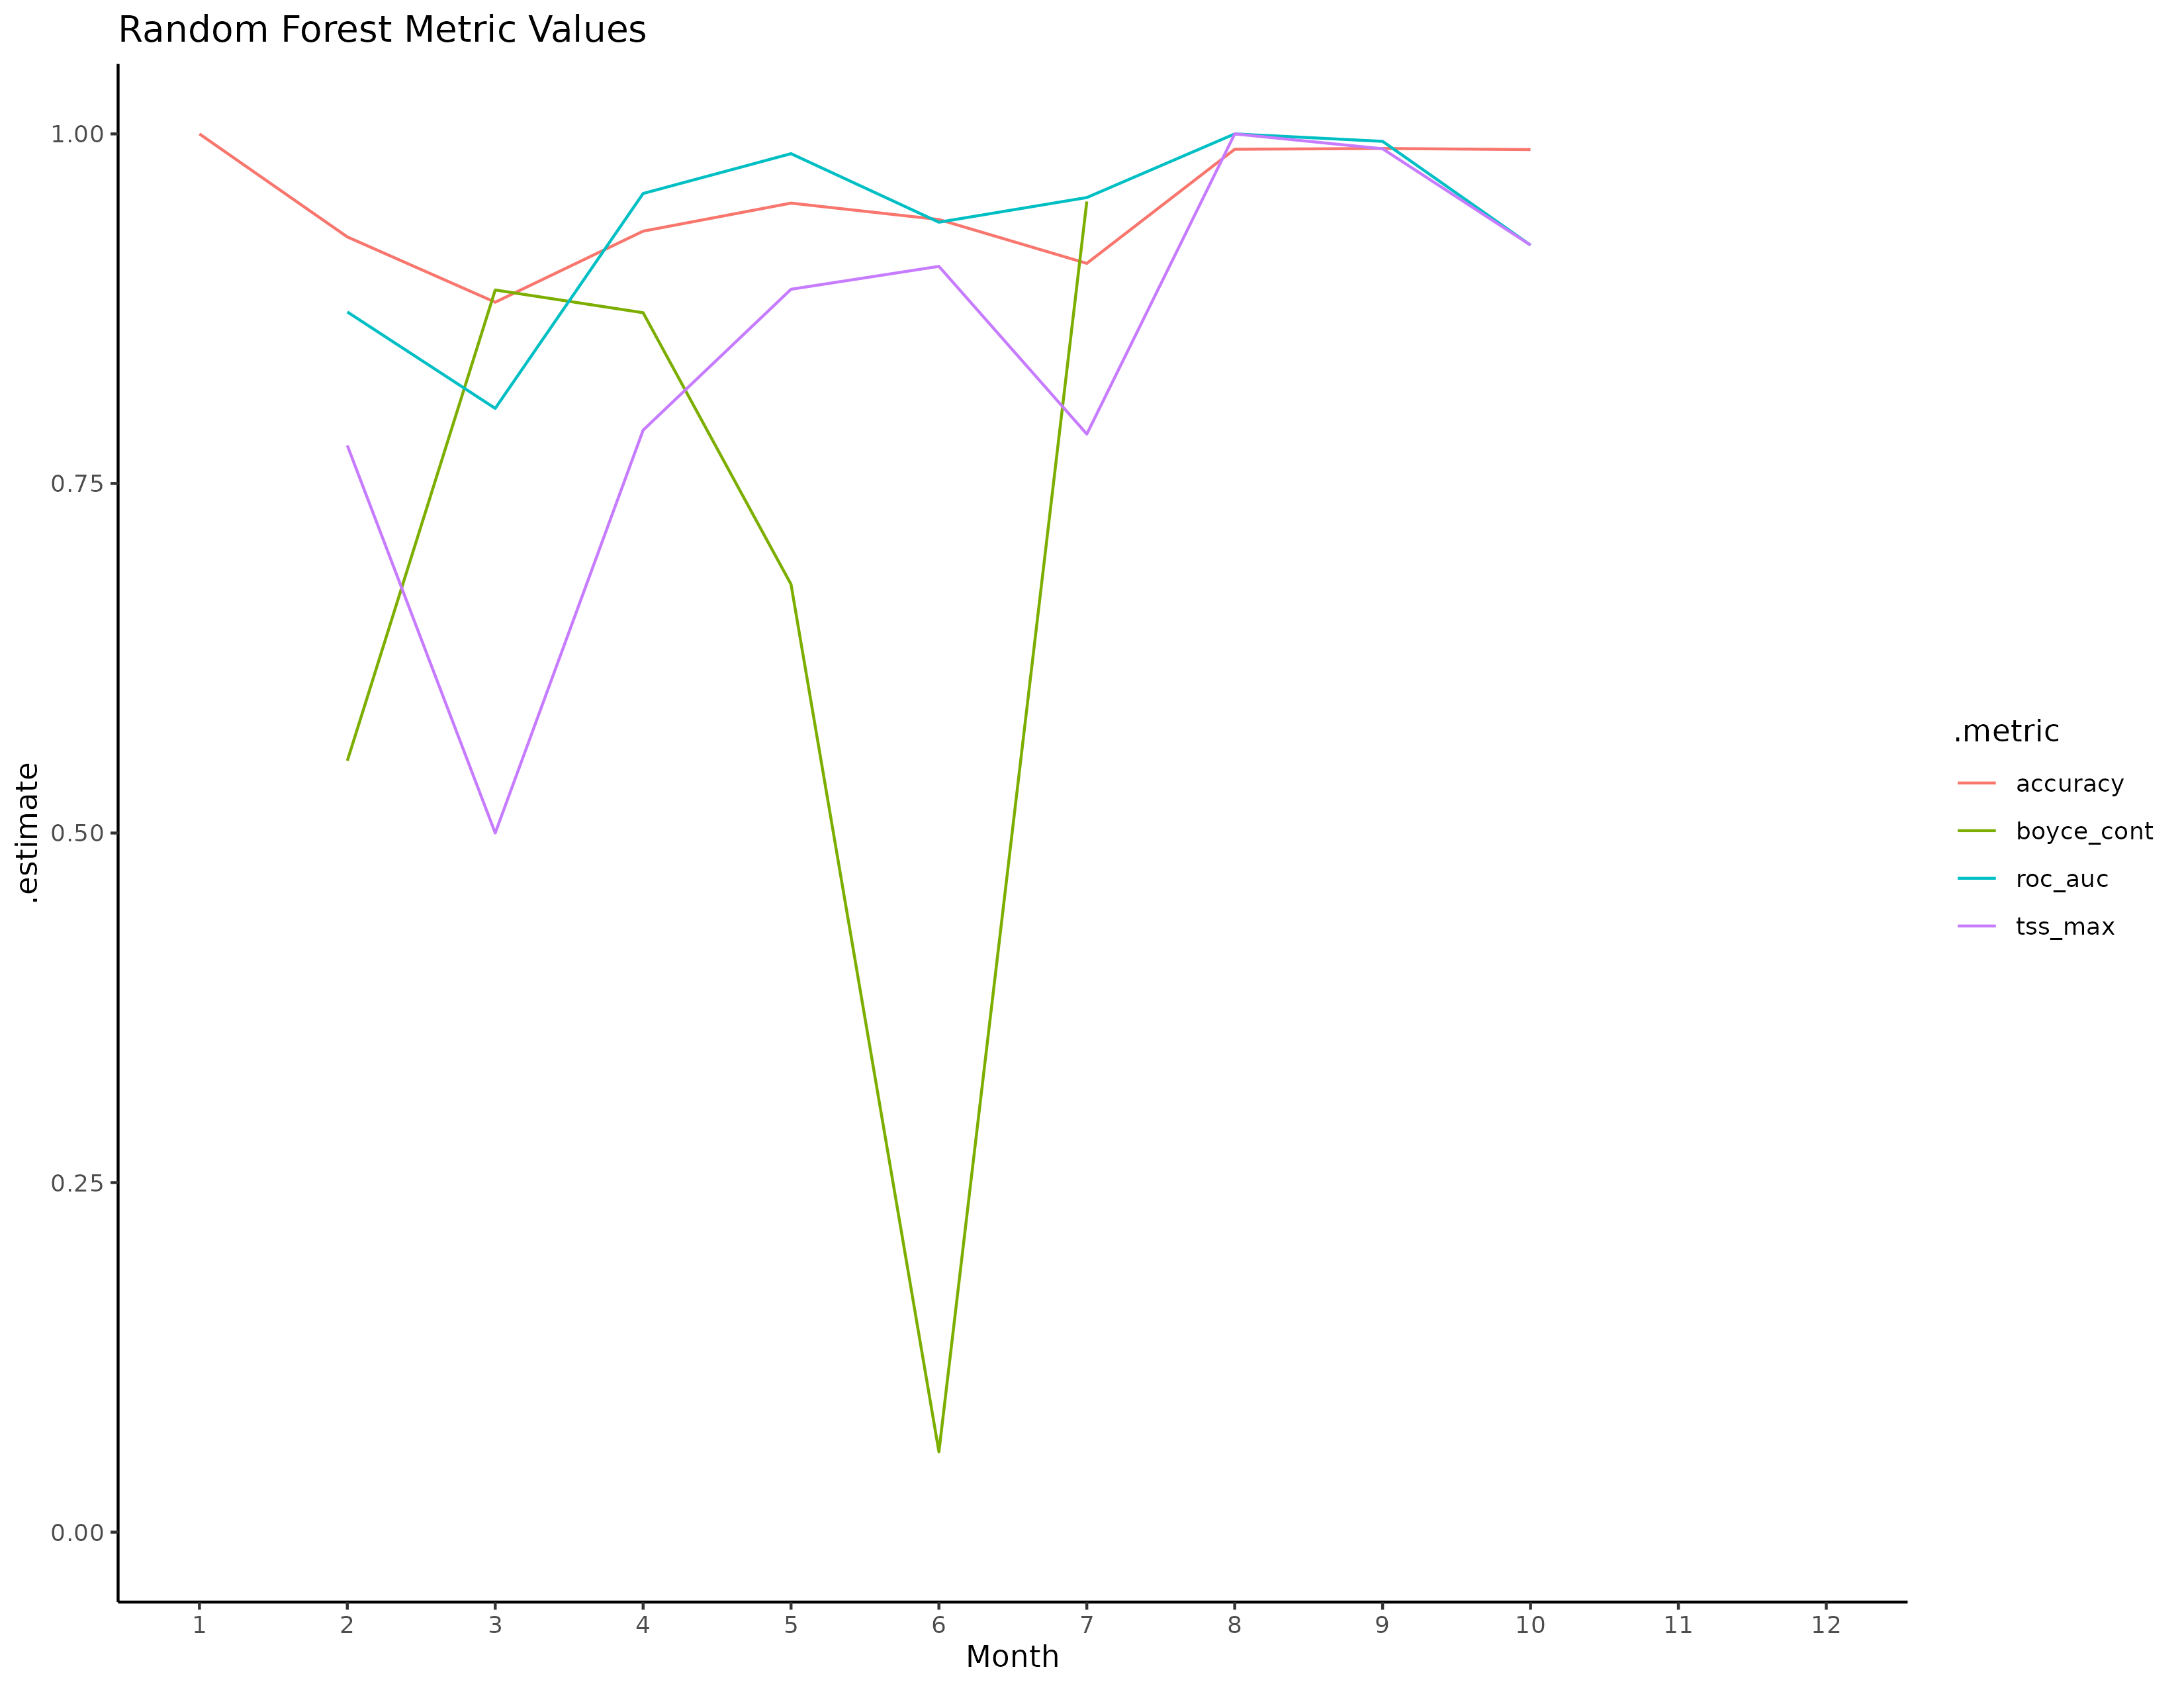 Random Forest Metric Values
1.00
0.75
0.50
0.25
0.00
.estimate
1 2 3 4 5 6 7 8 9 10 11 12
Month
.metric
accuracy
boyce_cont
roc_auc
tss_max